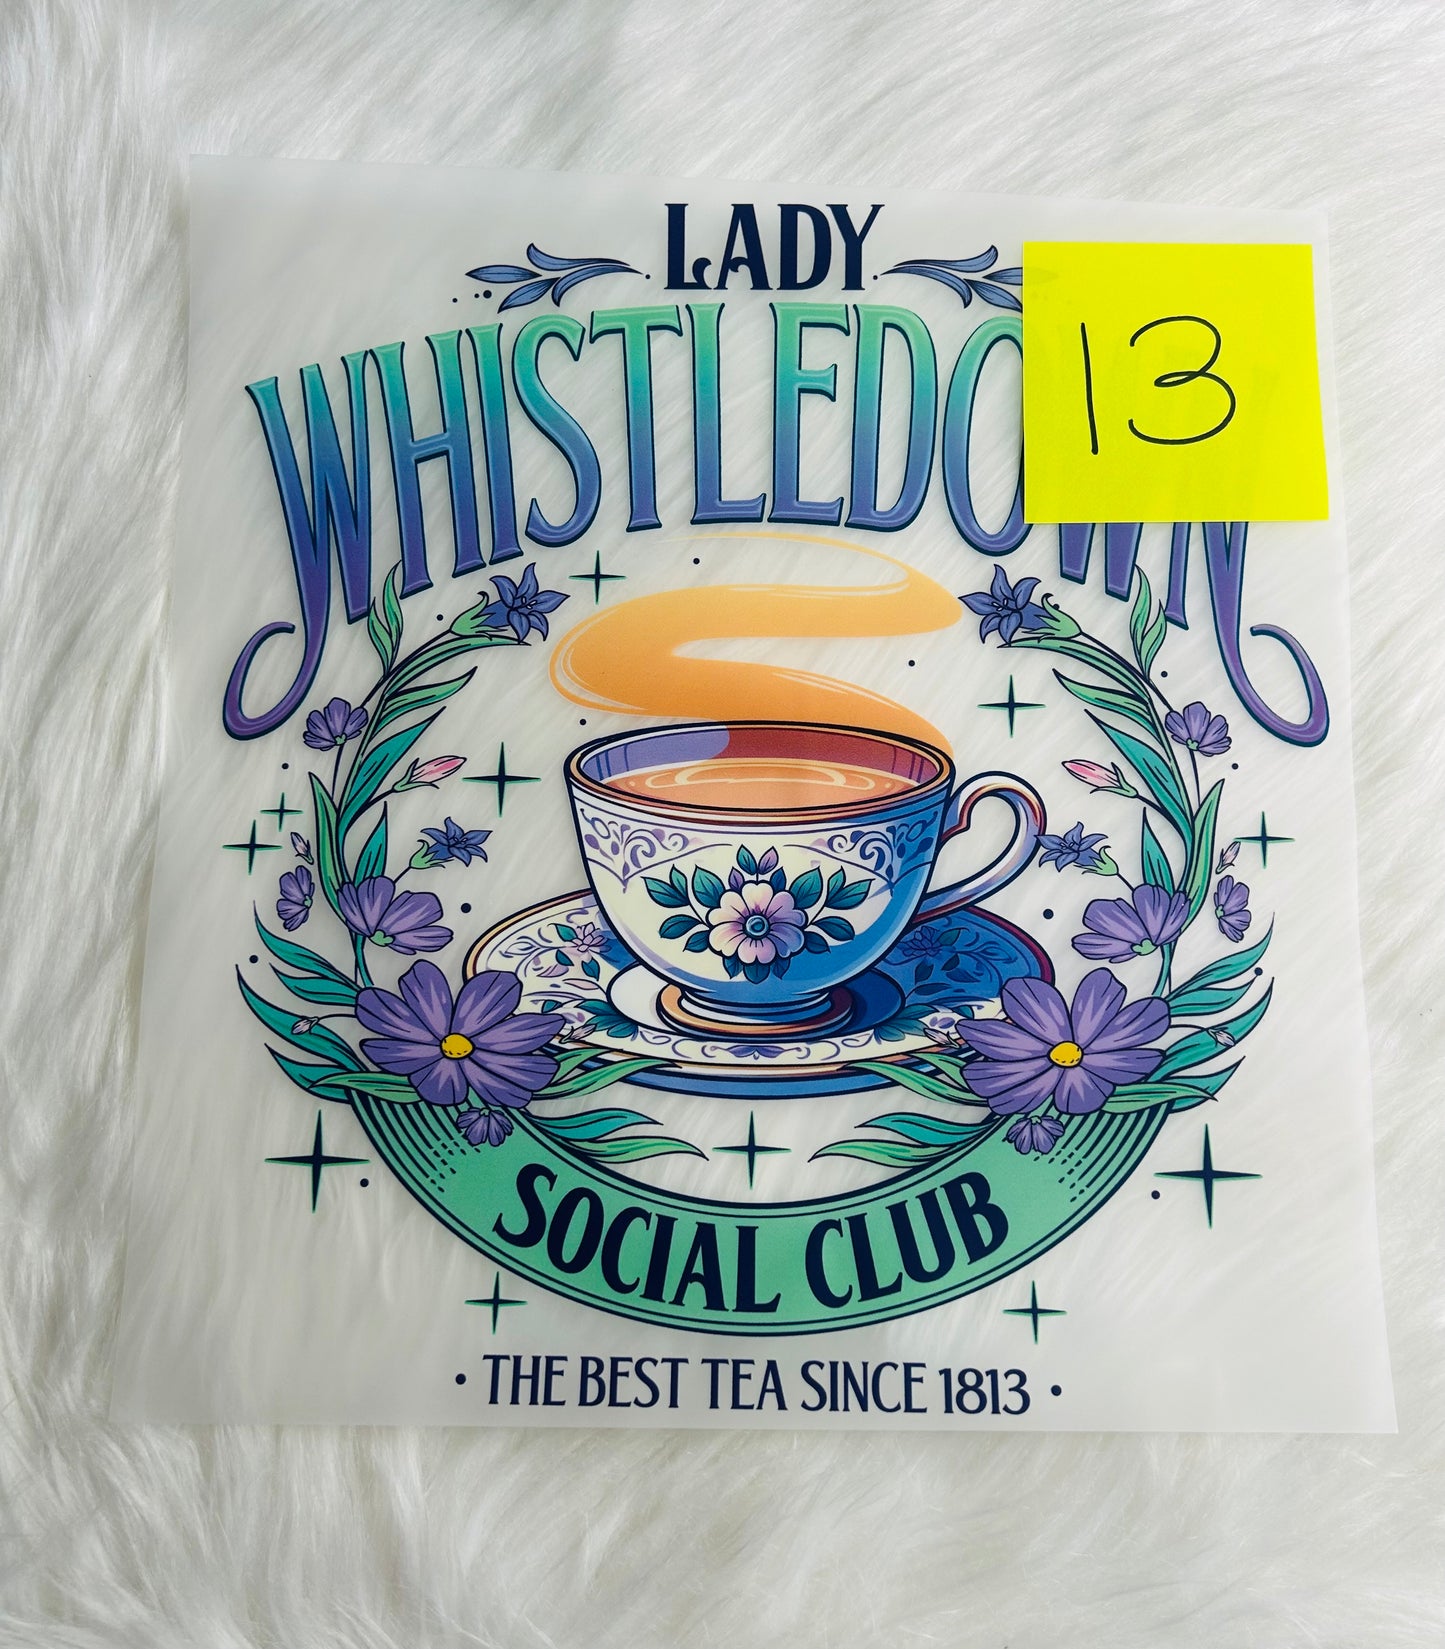 LADY
WHISTLEDOWN
13
SOCIAL CLUB
• THE BEST TEA SINCE 1813 •